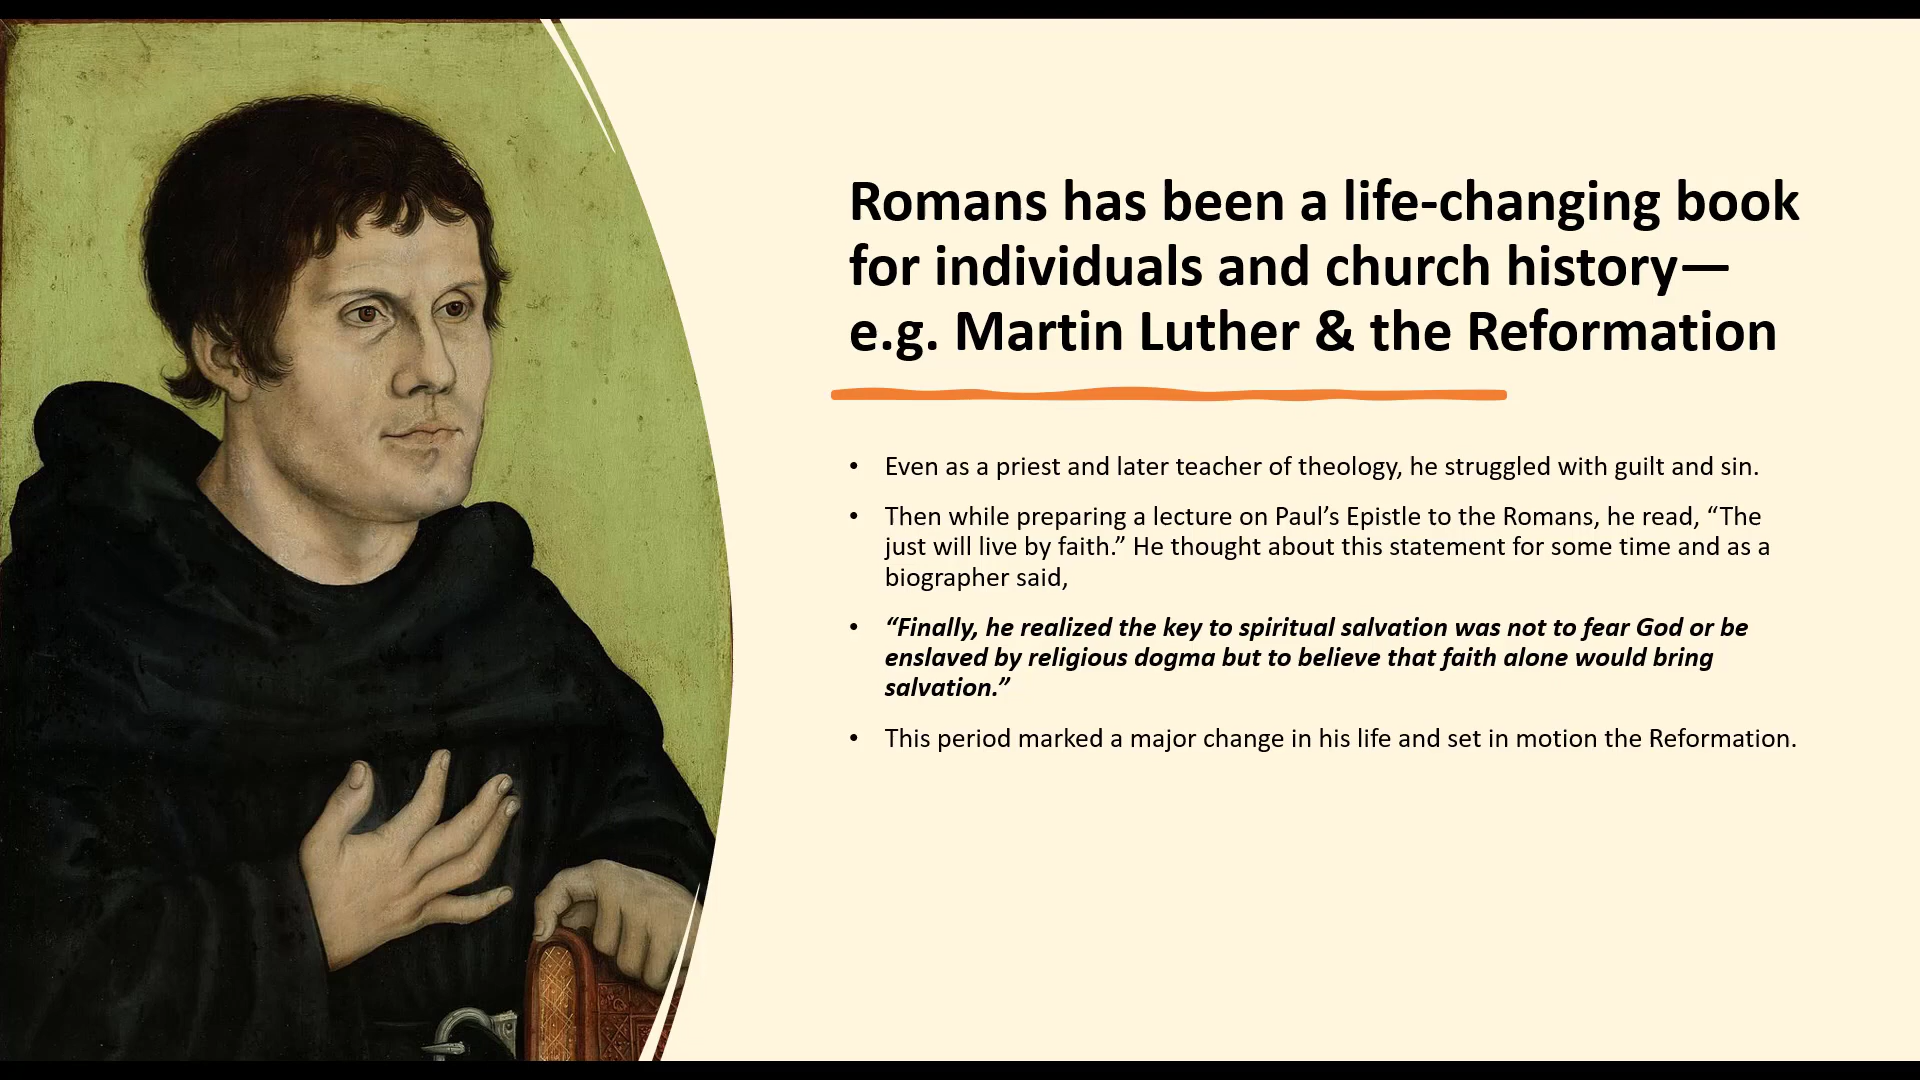 Romans has been a life-changing book
for individuals and church history—
e.g. Martin Luther & the Reformation
• Even as a priest and later teacher of theology, he struggled with guilt and sin.
• Then while preparing a lecture on Paul’s Epistle to the Romans, he read, “The
just will live by faith.” He thought about this statement for some time and as a
biographer said,
• “Finally, he realized the key to spiritual salvation was not to fear God or be
enslaved by religious dogma but to believe that faith alone would bring
salvation.”
• This period marked a major change in his life and set in motion the Reformation.